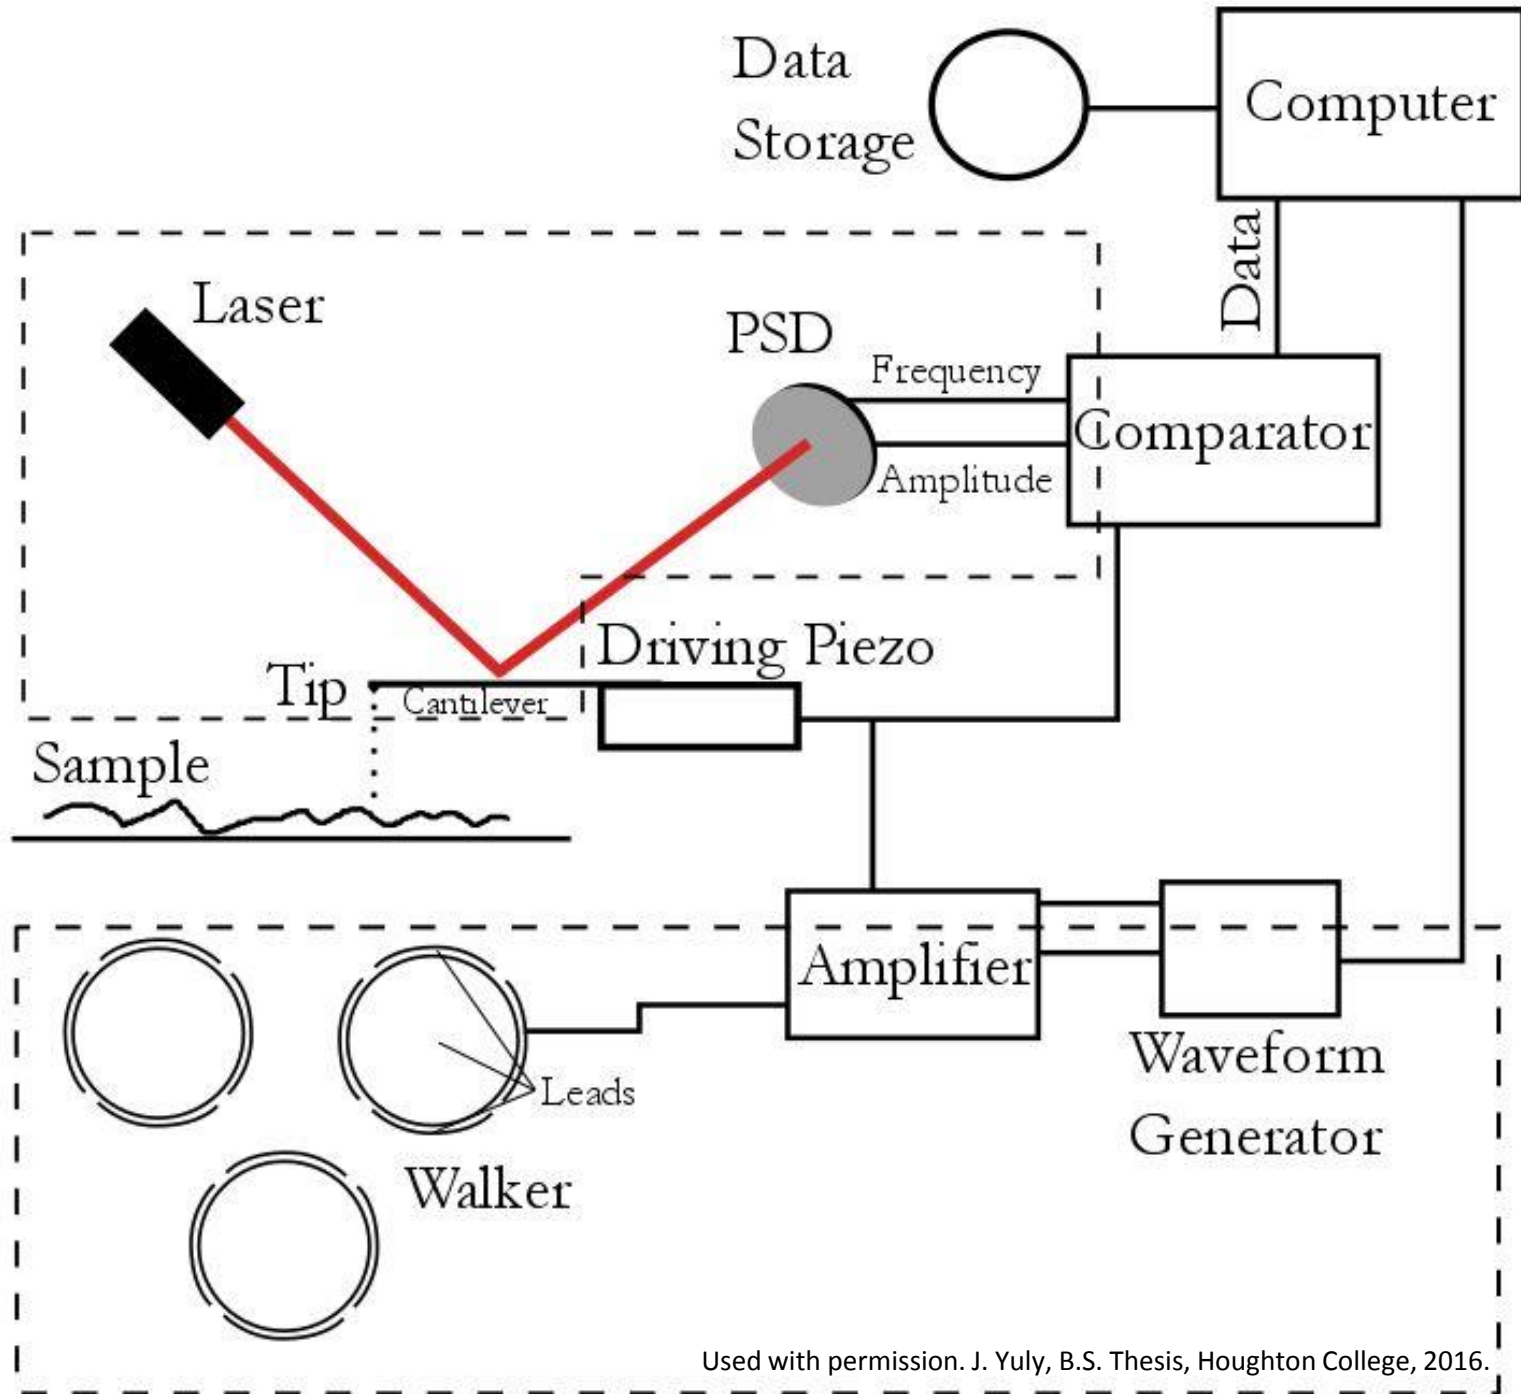 Data
Storage
Computer
Data
Laser
PSD
Frequency
Comparator
Amplitude
Driving Piezo
Tip
Cantilever
Sample
Amplifier
Waveform
Generator
Leads
Walker
Used with permission. J. Yuly, B.S. Thesis, Houghton College, 2016.